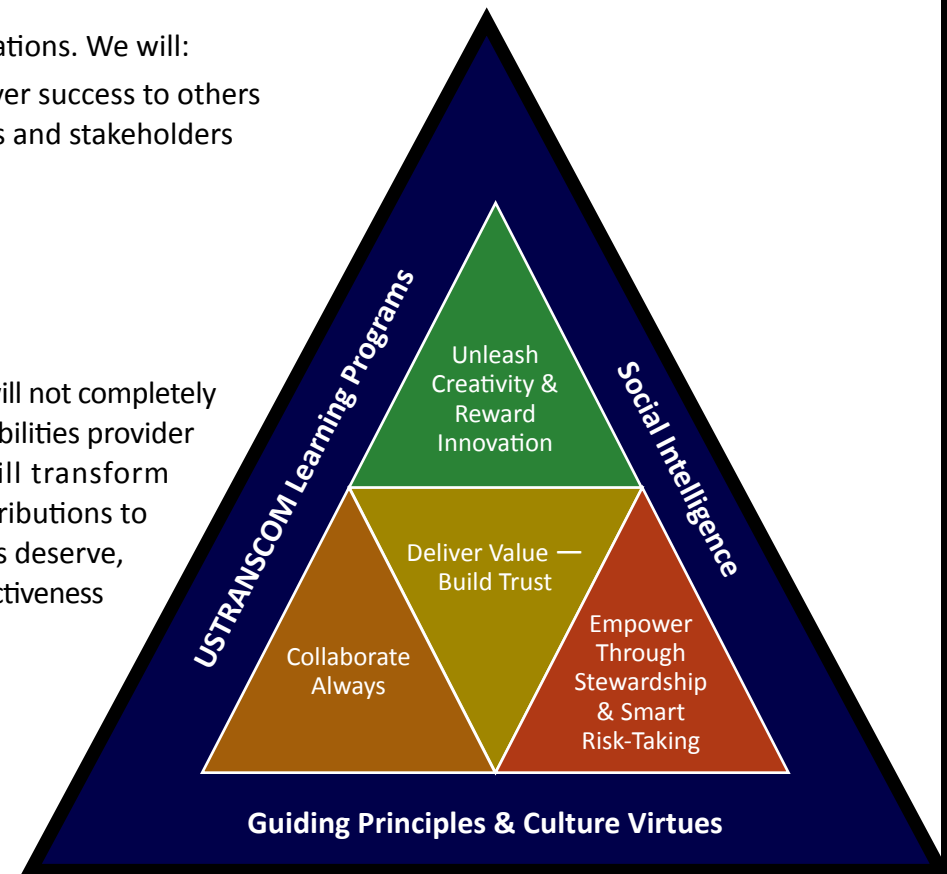 ations. We will:
ver success to others
s and stakeholders
will not completely
bilities provider
ill transform
ributions to
s deserve,
ctiveness
USTRANSCOM Learning Programs
Social Intelligence
Unleash
Creativity &
Reward
Innovation
Deliver Value —
Build Trust
Collaborate
Always
Empower
Through
Stewardship
& Smart
Risk-Taking
Guiding Principles & Culture Virtues